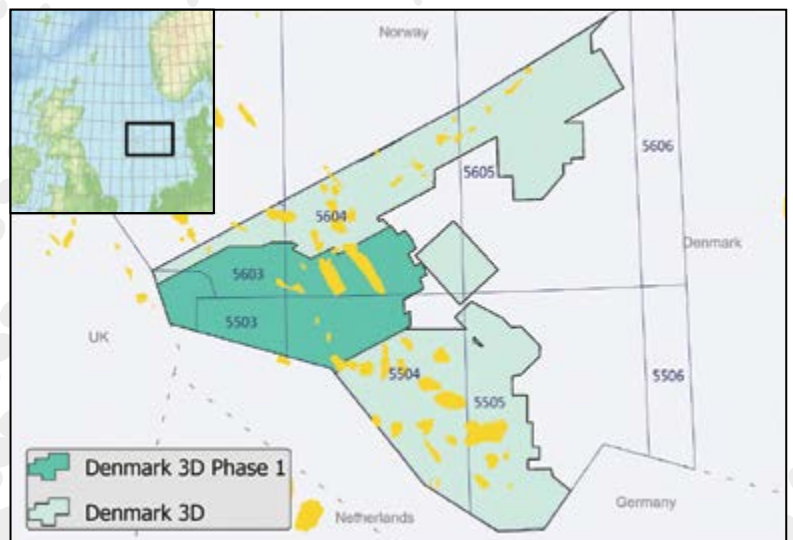 Norway
5606
5605
5604
Denmark
5603
5503
UK
5504
5506
5505
Denmark 3D Phase 1
Denmark 3D
Netherlands
Germany